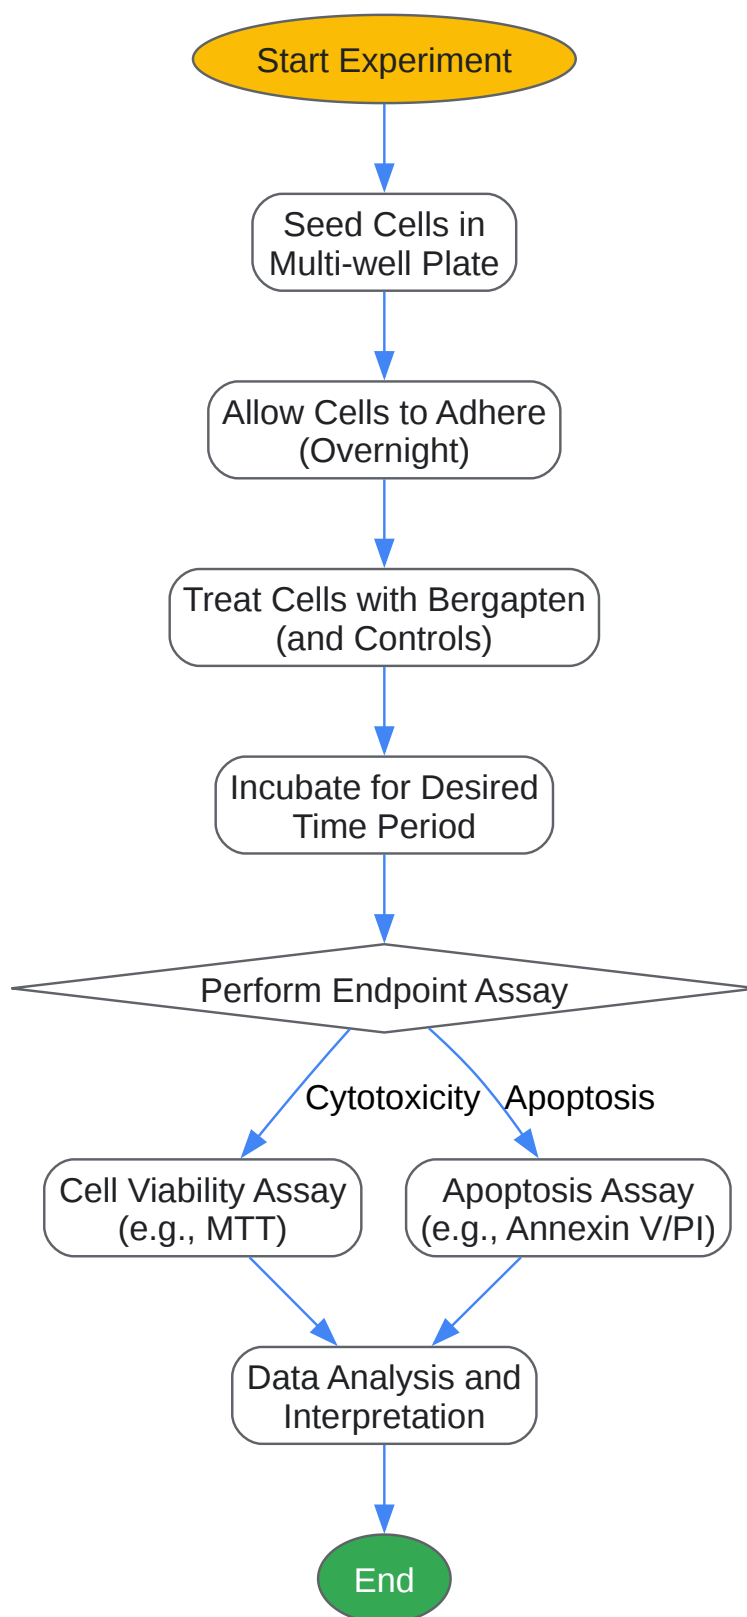 Start Experiment
Seed Cells in
Multi-well Plate
Allow Cells to Adhere
(Overnight)
Treat Cells with Bergapten
(and Controls)
Incubate for Desired
Time Period
Perform Endpoint Assay
Cytotoxicity
Apoptosis
Cell Viability Assay
(e.g., MTT)
Apoptosis Assay
(e.g., Annexin V/PI)
Data Analysis and
Interpretation
End